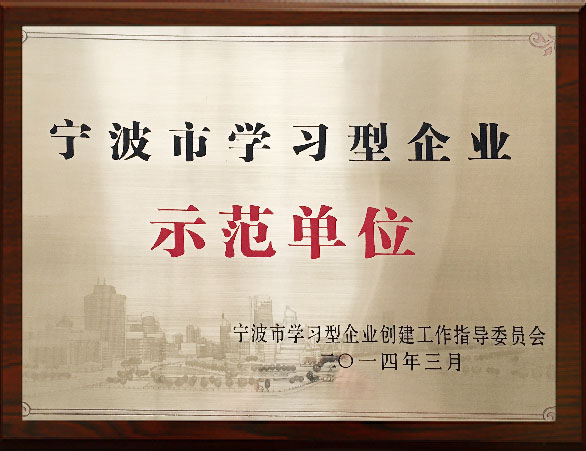 宁波市学习型企业
示范单位
宁波市学习型企业创建工作指导委员会
二〇一四年三月